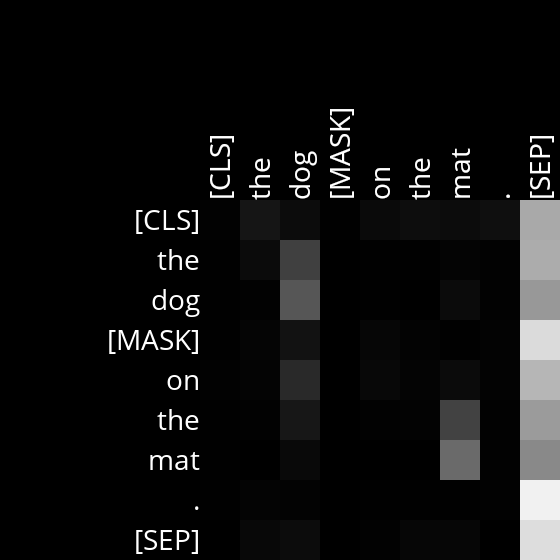 [CLS] the dog [MASK] on the mat . [SEP]
[CLS]
the
dog
[MASK]
on
the
mat
.
[SEP]